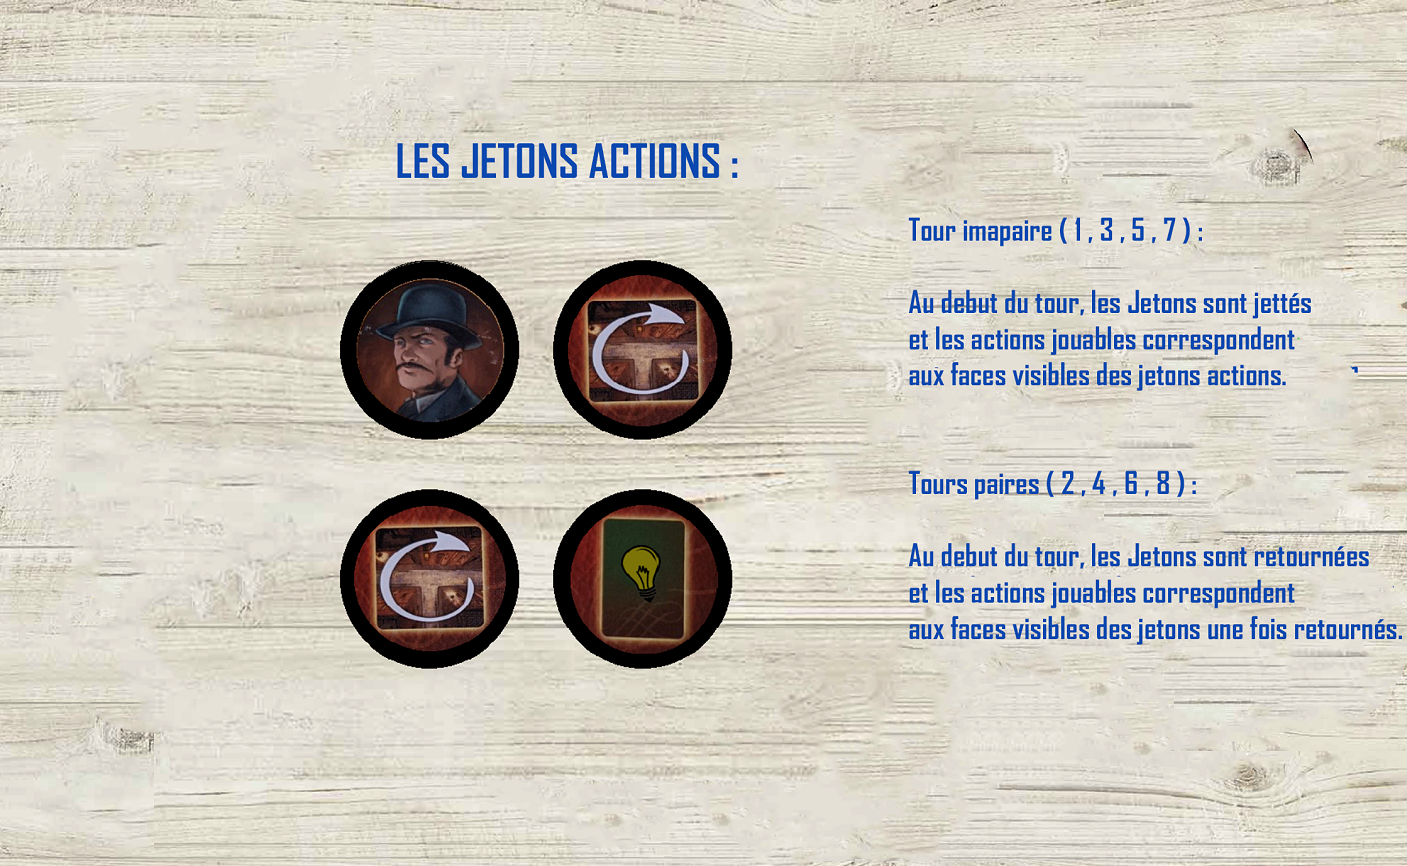 LES JETONS ACTIONS :
Tour imapaire ( 1 , 3 , 5 , 7 ) :
Au debut du tour, les Jetons sont jettés
et les actions jouables correspondent
aux faces visibles des jetons actions.
Tours paires ( 2 , 4 , 6 , 8 ) :
Au debut du tour, les Jetons sont retournées
et les actions jouables correspondent
aux faces visibles des jetons une fois retournés.